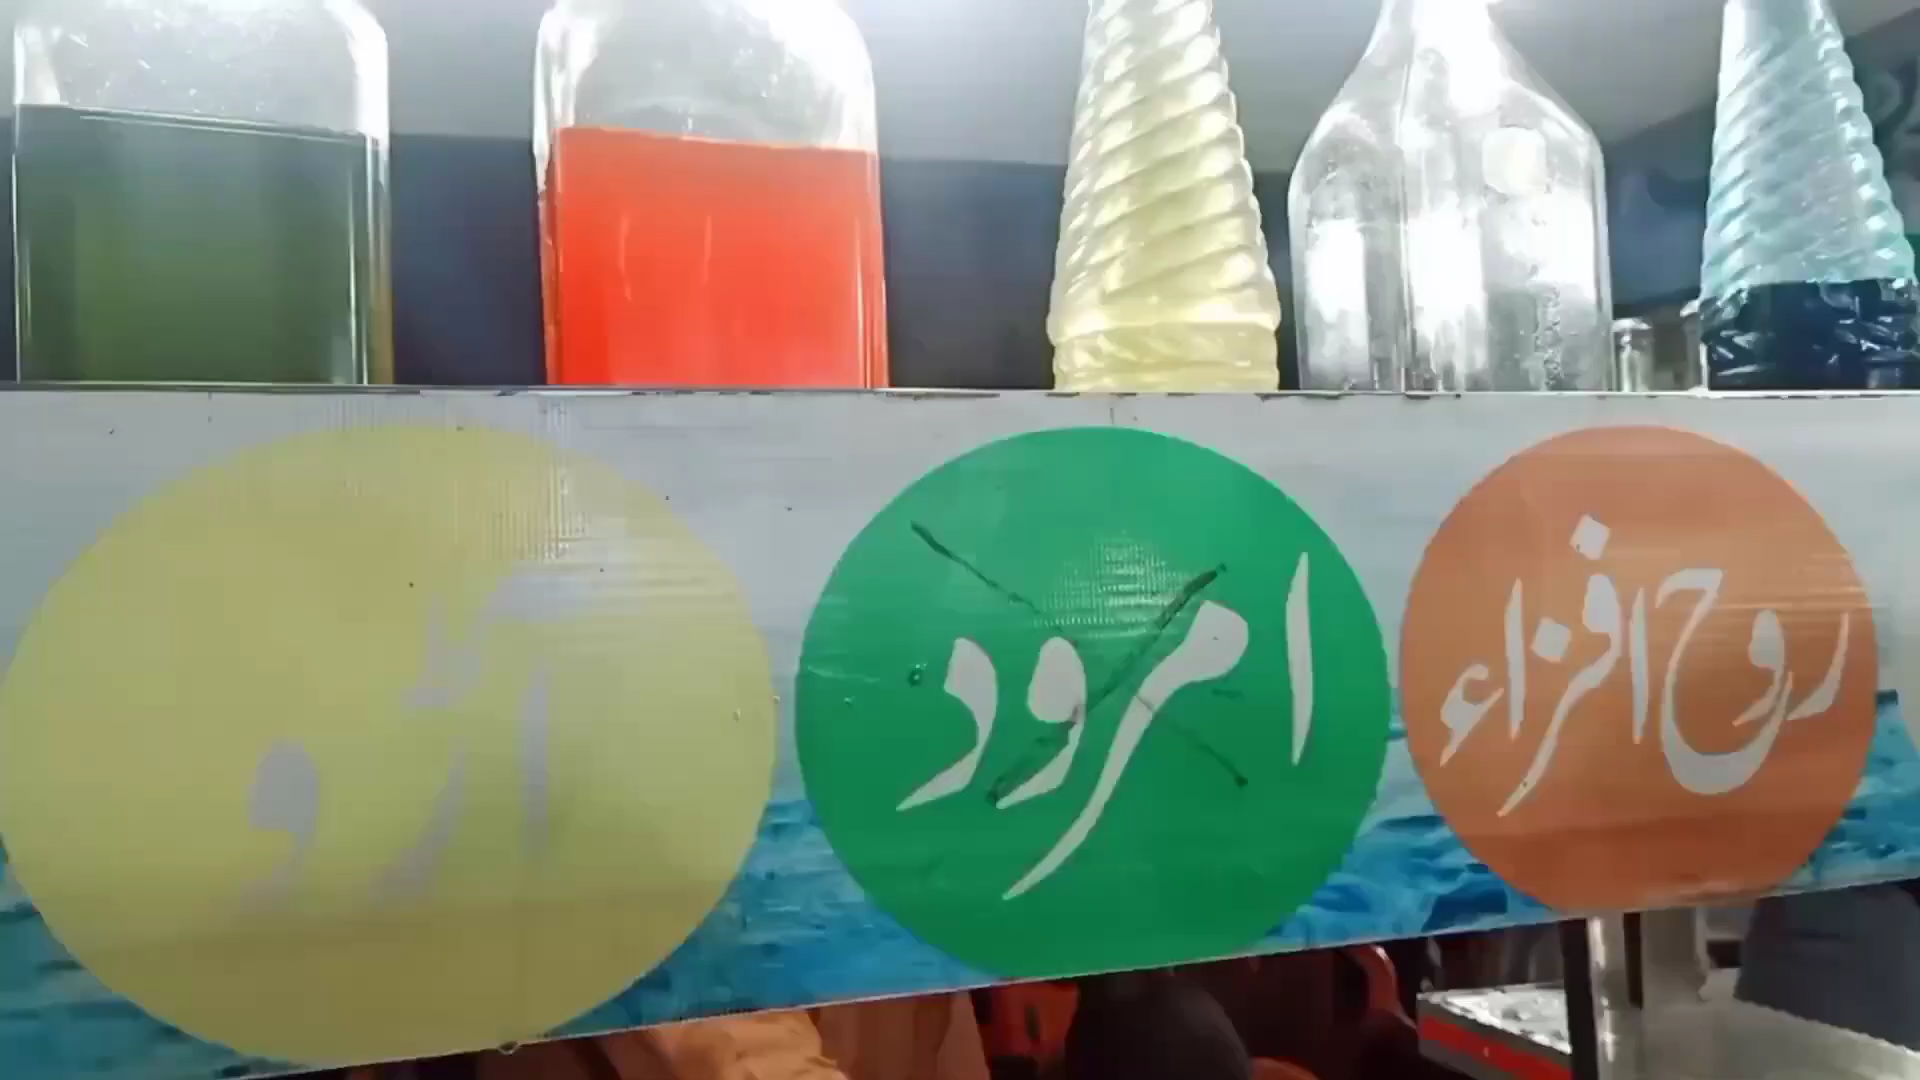 روح افزاء
امرود
آڑو